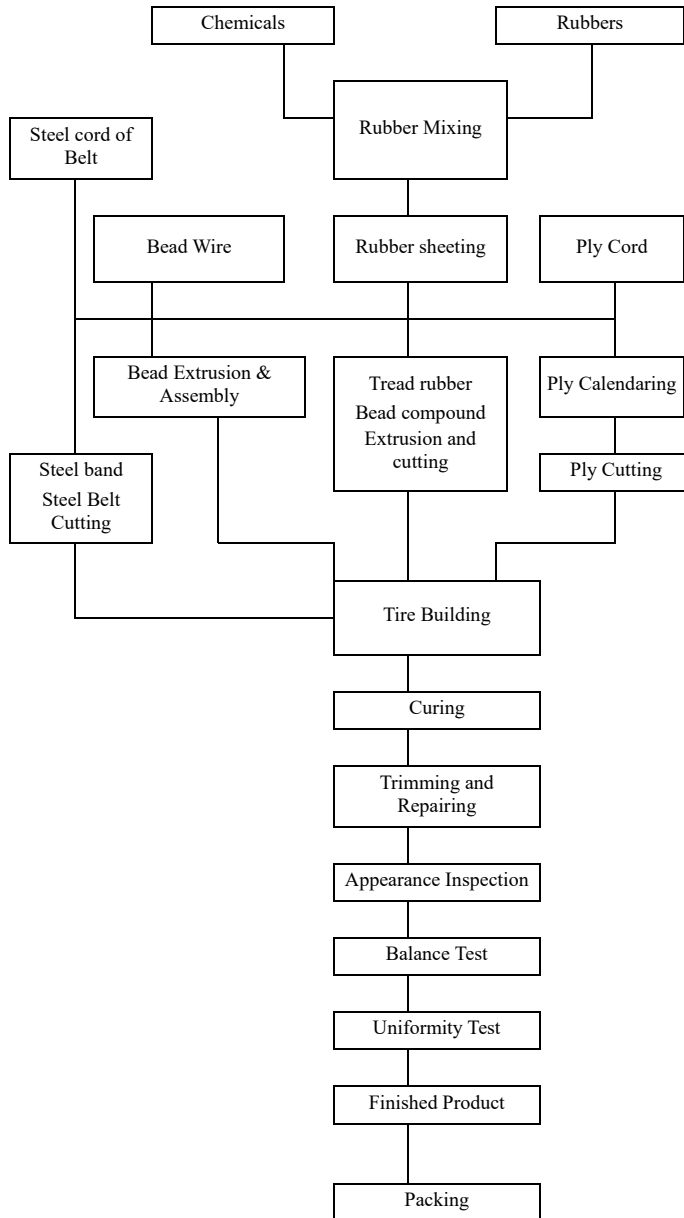 Chemicals
Rubbers
Rubber Mixing
Steel cord of
Belt
Bead Wire
Rubber sheeting
Ply Cord
Bead Extrusion &
Assembly
Tread rubber
Bead compound
Extrusion and
cutting
Ply Calendaring
Steel band
Steel Belt
Cutting
Ply Cutting
Tire Building
Curing
Trimming and
Repairing
Appearance Inspection
Balance Test
Uniformity Test
Finished Product
Packing